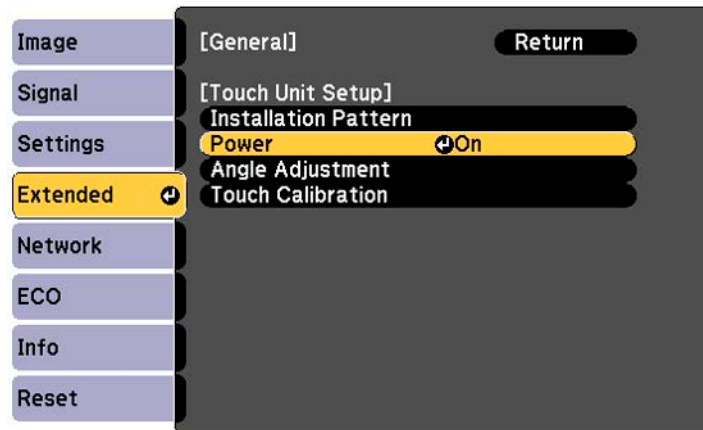 Image
Signal
Settings
Extended
Network
ECO
Info
Reset
[General] Return
[Touch Unit Setup]
Installation Pattern
Power On
Angle Adjustment
Touch Calibration